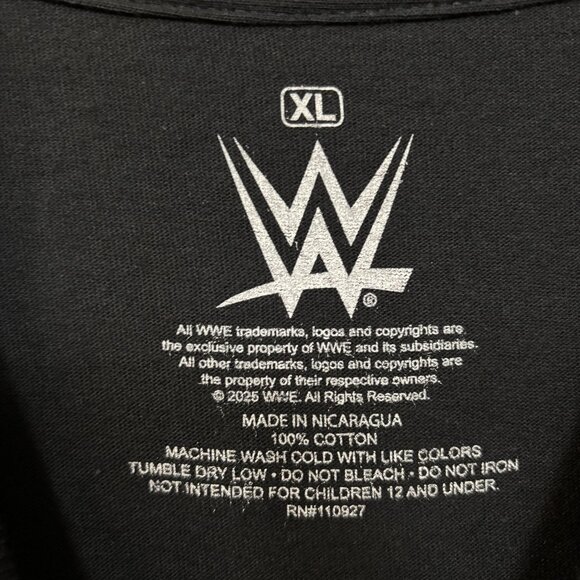 XL
W
®
All WWE trademarks, logos and copyrights are
the exclusive property of WWE and its subsidiaries.
All other trademarks, logos and copyrights are
the property of their respective owners.
© 2025 WWE. All Rights Reserved.
MADE IN NICARAGUA
100% COTTON
MACHINE WASH COLD WITH LIKE COLORS
TUMBLE DRY LOW • DO NOT BLEACH • DO NOT IRON
NOT INTENDED FOR CHILDREN 12 AND UNDER.
RN#110927